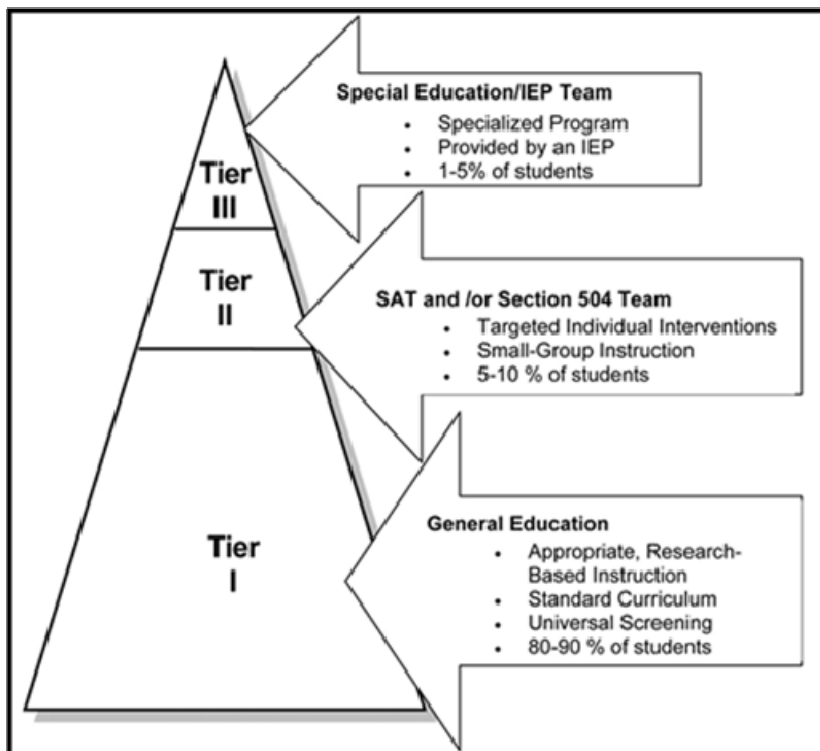 Special Education/IEP Team
• Specialized Program
• Provided by an IEP
• 1-5% of students
Tier
III
SAT and /or Section 504 Team
• Targeted Individual Interventions
• Small-Group Instruction
• 5-10 % of students
Tier
II
General Education
• Appropriate, Research-
Based Instruction
• Standard Curriculum
• Universal Screening
• 80-90 % of students
Tier
I